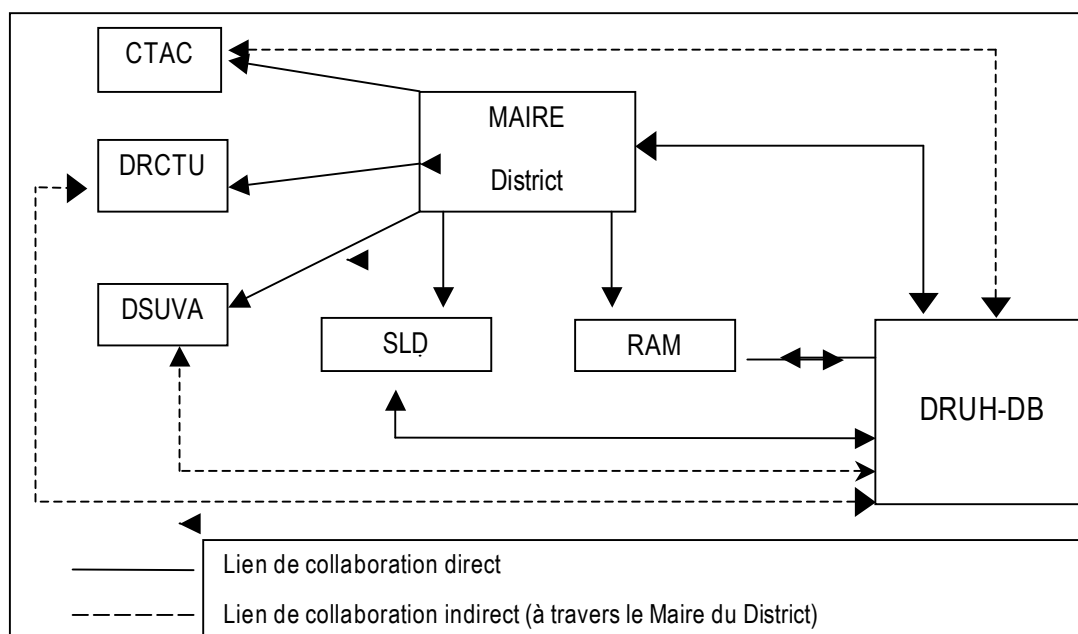 CTAC
MAIRE
District
DRCTU
DSUVA
SLD
RAM
DRUH-DB
Lien de collaboration direct
Lien de collaboration indirect (à travers le Maire du District)